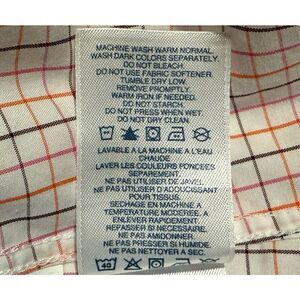 MACHINE WASH WARM NORMAL.
WASH DARK COLORS SEPARATELY.
DO NOT BLEACH.
DO NOT USE FABRIC SOFTENER.
TUMBLE DRY LOW.
REMOVE PROMPTLY.
WARM IRON IF NEEDED.
DO NOT STARCH.
DO NOT PRESS WHEN WET.
DO NOT DRY CLEAN.
LAVABLE A LA MACHINE A L'EAU
CHAUDE
LAVER LES COULEURS FONCEES
SEPAREMENT.
NE PAS UTILISER DE JAVEL.
NE PAS UTILISER D'ADOUCISSANT
POUR TISSUS.
SECHAGE EN MACHINE A
TEMPERATURE MODEREE, A
ENLEVER RAPIDEMENT.
REPASSER SI NECESSAIRE.
NE PAS AMIDONNER.
NE PAS PRESSER SI HUMIDE.
NE PAS NETTOYER A SEC.
40